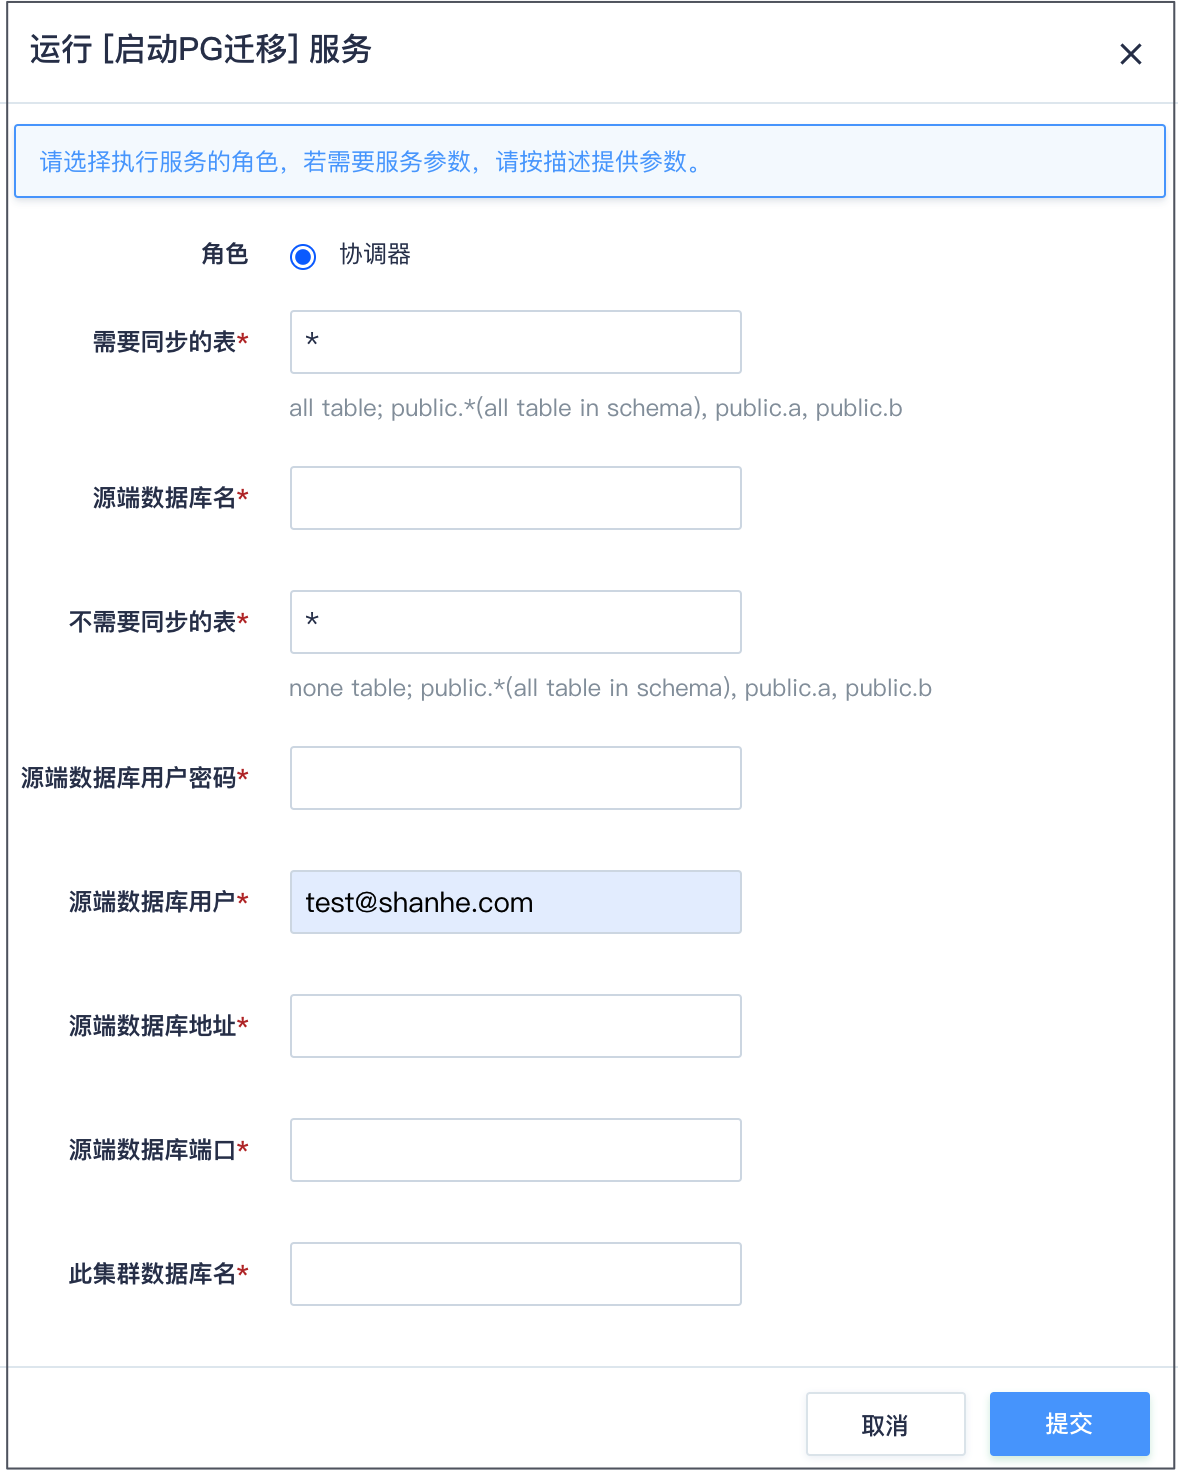 运行 [启动PG迁移] 服务
请选择执行服务的角色，若需要服务参数，请按描述提供参数。
角色 协调器
需要同步的表* *
all table; public.*(all table in schema), public.a, public.b
源端数据库名*
不需要同步的表* *
none table; public.*(all table in schema), public.a, public.b
源端数据库用户密码*
源端数据库用户* test@shanhe.com
源端数据库地址*
源端数据库端口*
此集群数据库名*
取消 提交